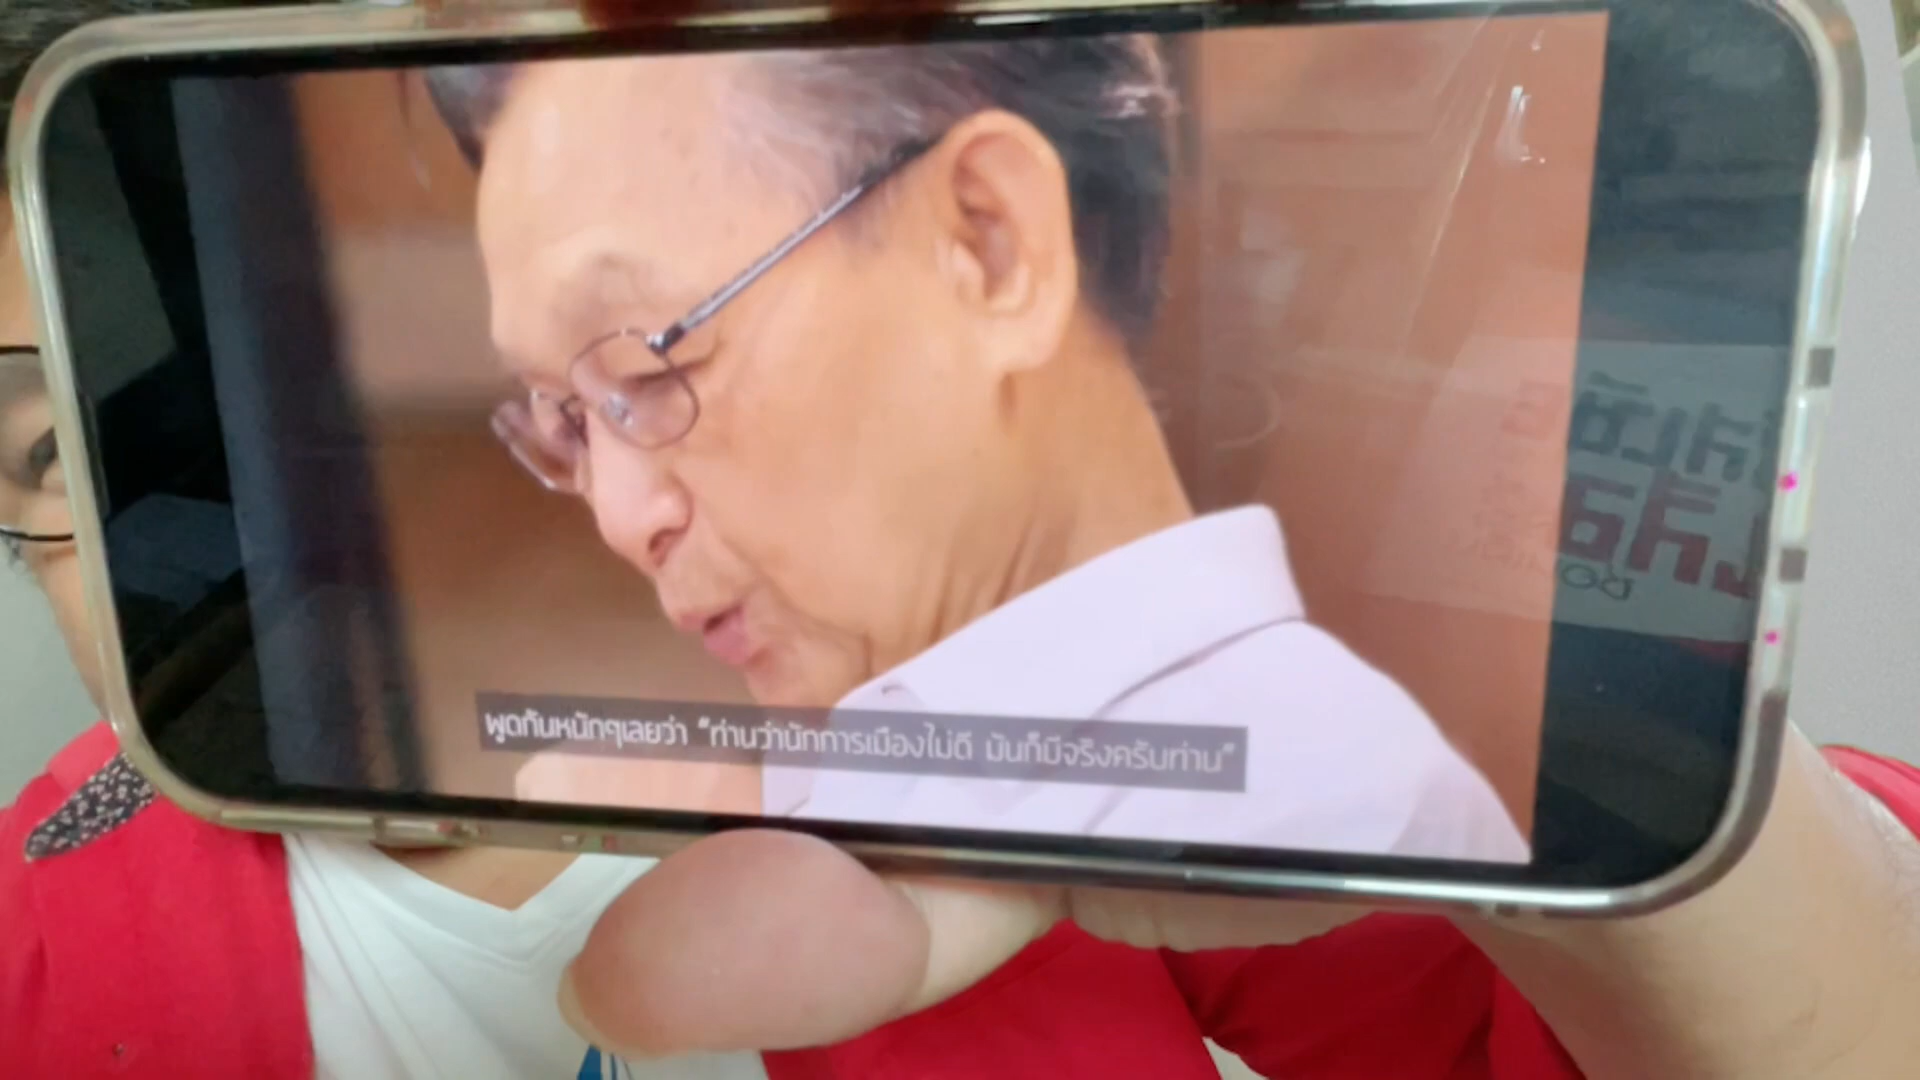 พูดกันหนักๆเลยว่า "ท่านว่านักการเมืองไม่ดี มันก็มีจริงครับท่าน"